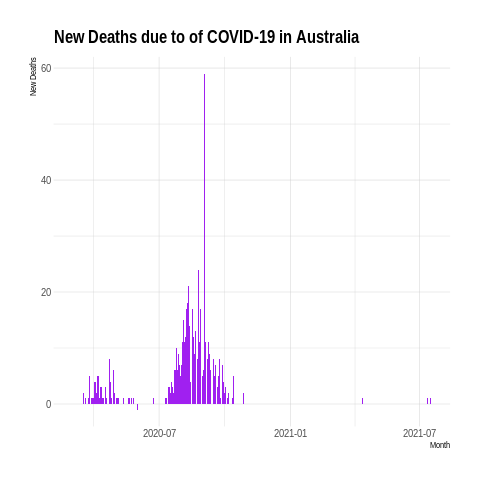 New Deaths due to of COVID-19 in Australia
New Deaths
60
40
20
0
2020-07
2021-01
2021-07
Month